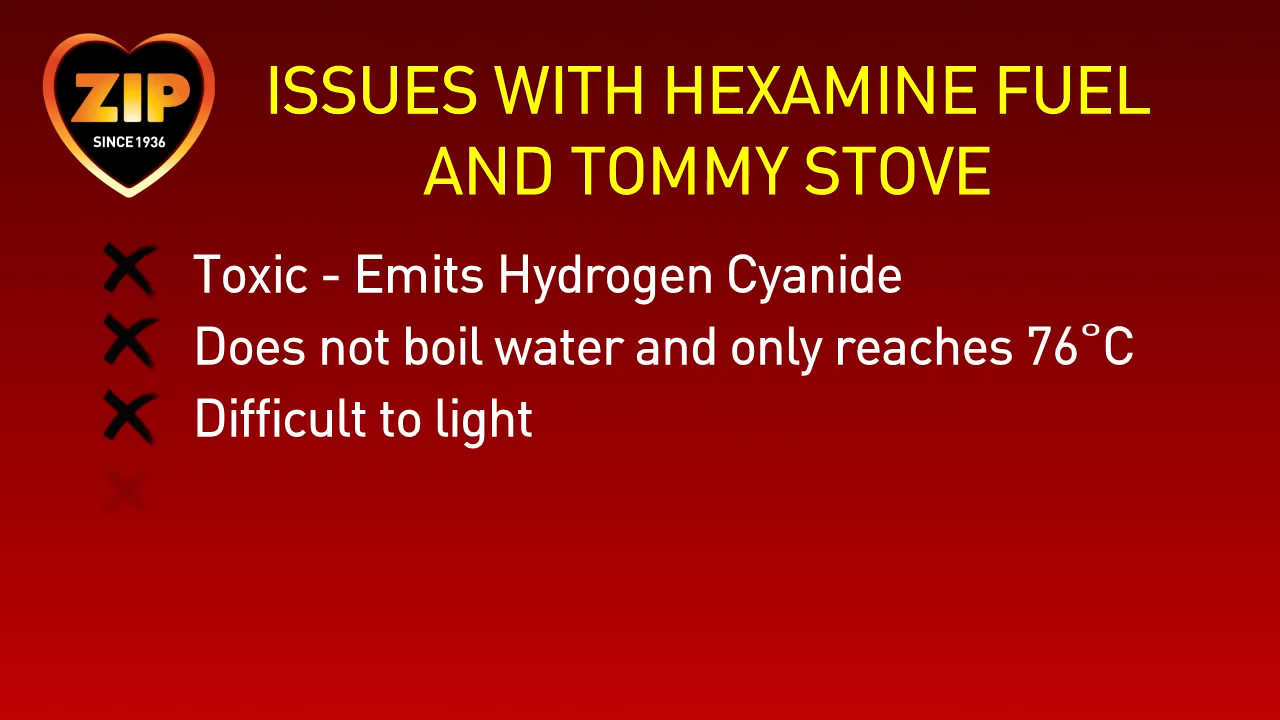 ZIP
SINCE 1936
ISSUES WITH HEXAMINE FUEL
AND TOMMY STOVE
Toxic - Emits Hydrogen Cyanide
Does not boil water and only reaches 76°C
Difficult to light